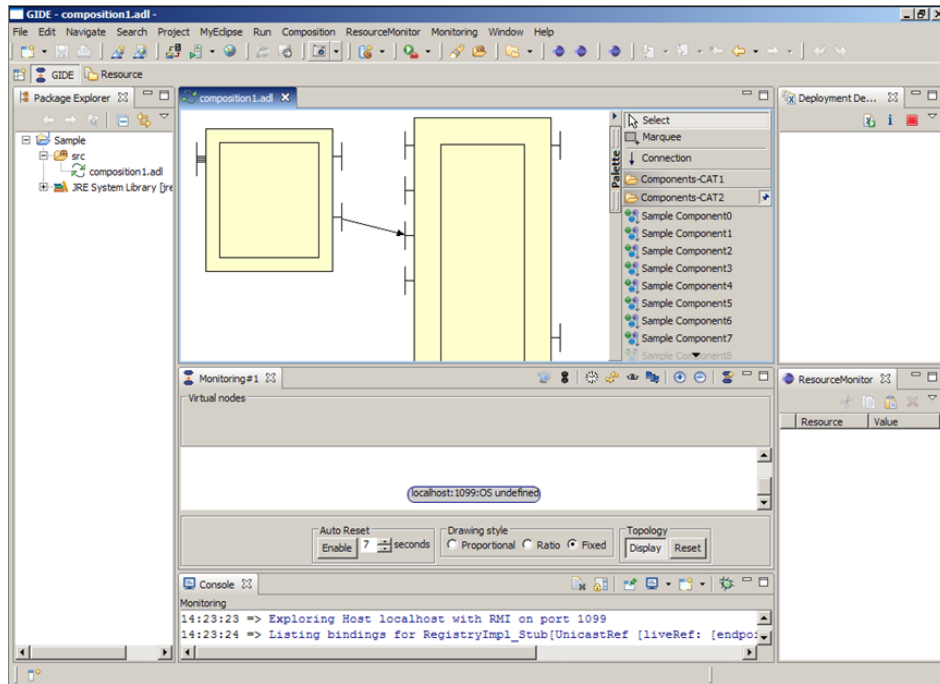 GIDE - composition1.adl -
File Edit Navigate Search Project MyEclipse Run Composition ResourceMonitor Monitoring Window Help
GIDE Resource
Package Explorer
Sample
src
composition1.adl
JRE System Library [jre
composition1.adl
Palette
Select
Marquee
Connection
Components-CAT1
Components-CAT2
Sample Component0
Sample Component1
Sample Component2
Sample Component3
Sample Component4
Sample Component5
Sample Component6
Sample Component7
Sample Component8
Deployment De...
Monitoring#1
Virtual nodes
localhost:1099:OS undefined
Auto Reset
Enable 7 seconds
Drawing style
Proportional Ratio Fixed
Topology
Display Reset
ResourceMonitor
Resource Value
Console
Monitoring
14:23:23 => Exploring Host localhost with RMI on port 1099
14:23:24 => Listing bindings for RegistryImpl_Stub[UnicastRef [liveRef: [endpoi